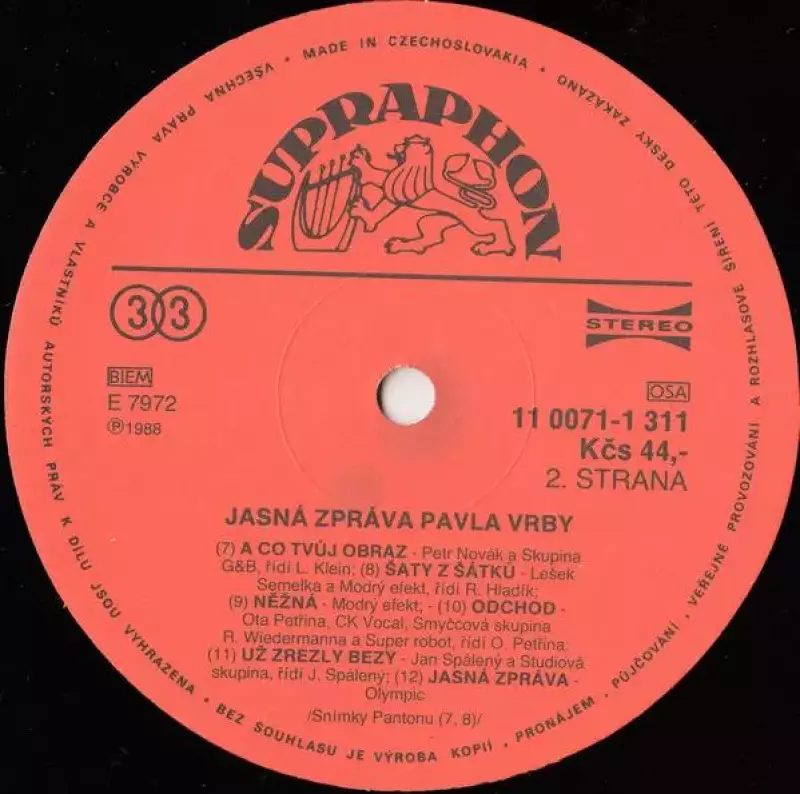 VŠECHNA PRÁVA VÝROBCE A VLASTNÍKŮ AUTORSKÝCH PRÁV K DÍLU JSOU VYHRAZENA • BEZ SOUHLASU JE VÝROBA KOPIÍ, PRONÁJEM, PŮJČOVÁNÍ, VEŘEJNÉ PROVOZOVÁNÍ A ROZHLASOVÉ ŠÍŘENÍ TÉTO DESKY ZAKÁZÁNO • MADE IN CZECHOSLOVAKIA •
SUPRAPHON
33
STEREO
BIEM
E 7972
Ⓟ1988
OSA
11 0071-1 311
Kčs 44,-
2. STRANA
JASNÁ ZPRÁVA PAVLA VRBY
(7) A CO TVŮJ OBRAZ - Petr Novák a Skupina
G&B, řídí L. Klein; (8) ŠATY Z ŠÁTKŮ - Lešek
Semelka a Modrý efekt, řídí R. Hladík;
(9) NĚŽNÁ - Modrý efekt; - (10) ODCHOD -
Ota Petřina, CK Vocal, Smyčcová skupina
R. Wiedermanna a Super robot, řídí O. Petřina;
(11) UŽ ZREZLY BEZY - Jan Spálený a Studiová
skupina, řídí J. Spálený; (12) JASNÁ ZPRÁVA -
Olympic
/Snímky Pantonu (7, 8)/